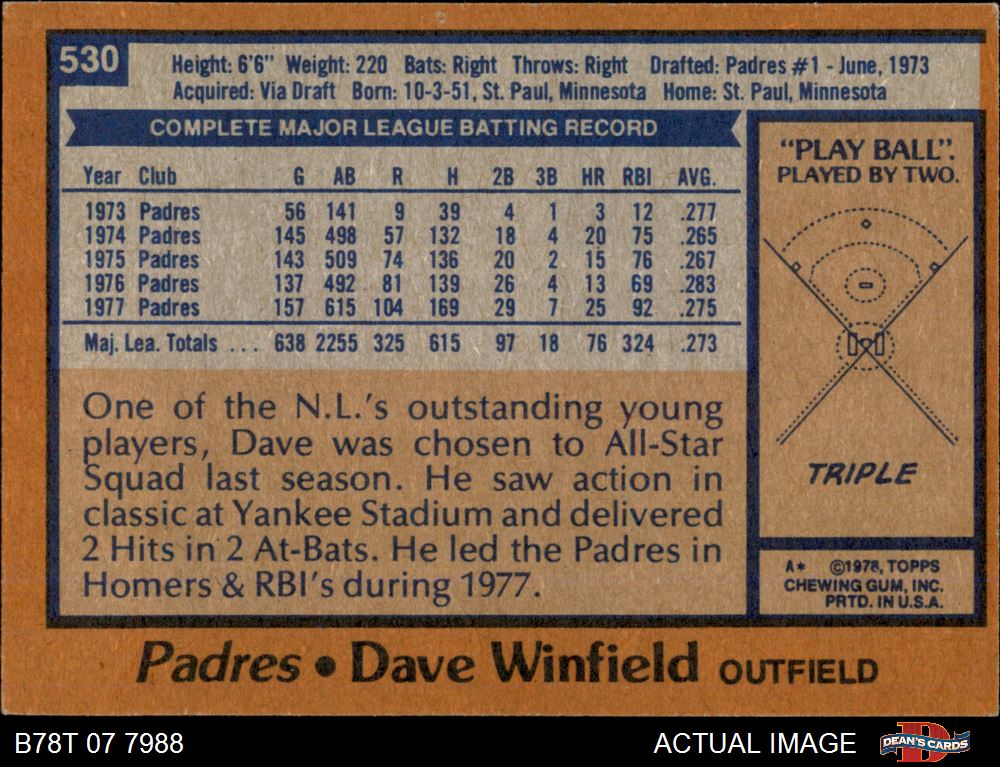 530
Height: 6'6" Weight: 220 Bats: Right Throws: Right Drafted: Padres #1 - June, 1973
Acquired: Via Draft Born: 10-3-51, St. Paul, Minnesota Home: St. Paul, Minnesota
COMPLETE MAJOR LEAGUE BATTING RECORD
Year Club G AB R H 2B 3B HR RBI AVG.
1973 Padres 56 141 9 39 4 1 3 12 .277
1974 Padres 145 498 57 132 18 4 20 75 .265
1975 Padres 143 509 74 136 20 2 15 76 .267
1976 Padres 137 492 81 139 26 4 13 69 .283
1977 Padres 157 615 104 169 29 7 25 92 .275
Maj. Lea. Totals ... 638 2255 325 615 97 18 76 324 .273
One of the N.L.'s outstanding young
players, Dave was chosen to All-Star
Squad last season. He saw action in
classic at Yankee Stadium and delivered
2 Hits in 2 At-Bats. He led the Padres in
Homers & RBI's during 1977.
"PLAY BALL".
PLAYED BY TWO.
TRIPLE
A* ©1978, TOPPS
CHEWING GUM, INC.
PRTD. IN U.S.A.
Padres • Dave Winfield OUTFIELD
B78T 07 7988
ACTUAL IMAGE
D
DEAN'S CARDS